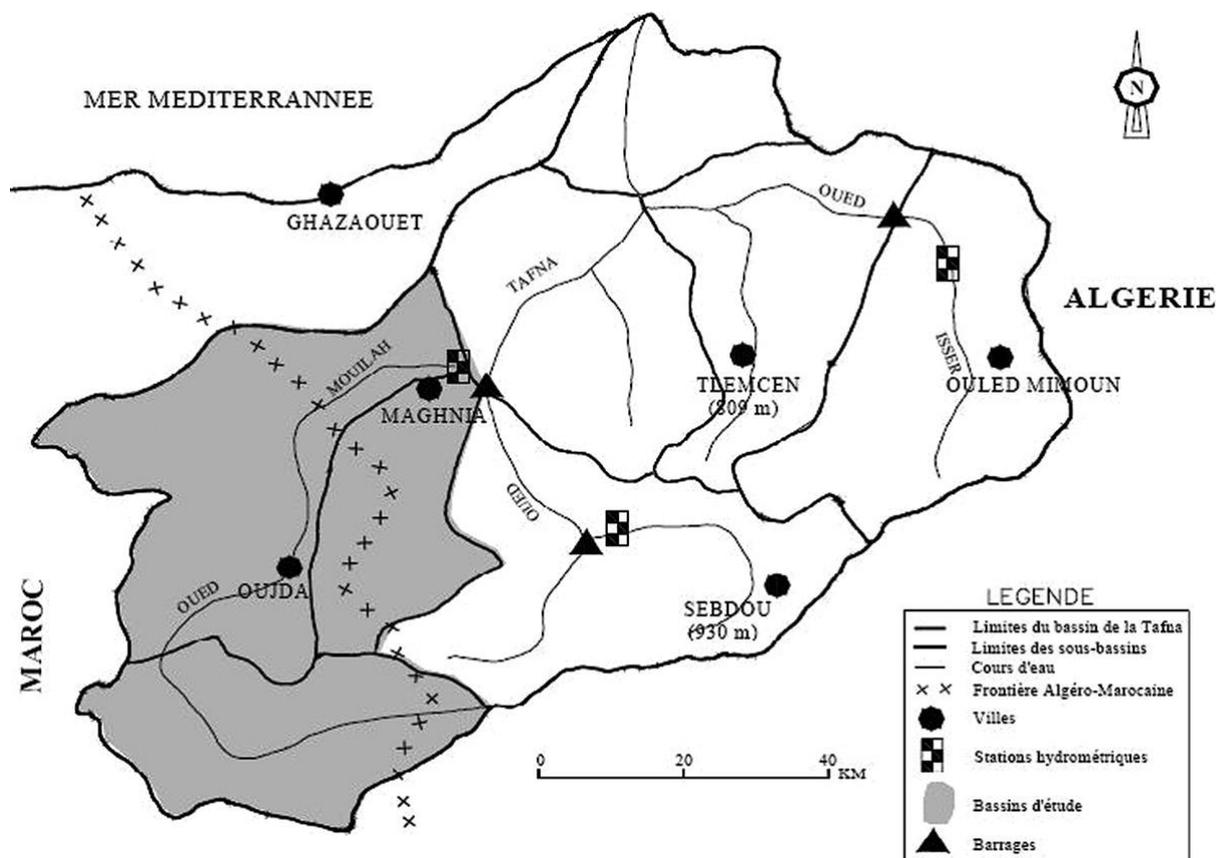 MER MEDITERRANNEE
N
GHAZAOUET
OUED
TAFNA
ALGERIE
ISSER
MOUILAH
TLEMCEN
(809 m)
OULED MIMOUN
MAGHNIA
OUED
OUED
OUJDA
SEBDOU
(930 m)
MAROC
0 20 40 KM
LEGENDE
Limites du bassin de la Tafna
Limites des sous-bassins
Cours d'eau
Frontière Algéro-Marocaine
Villes
Stations hydrométriques
Bassins d'étude
Barrages